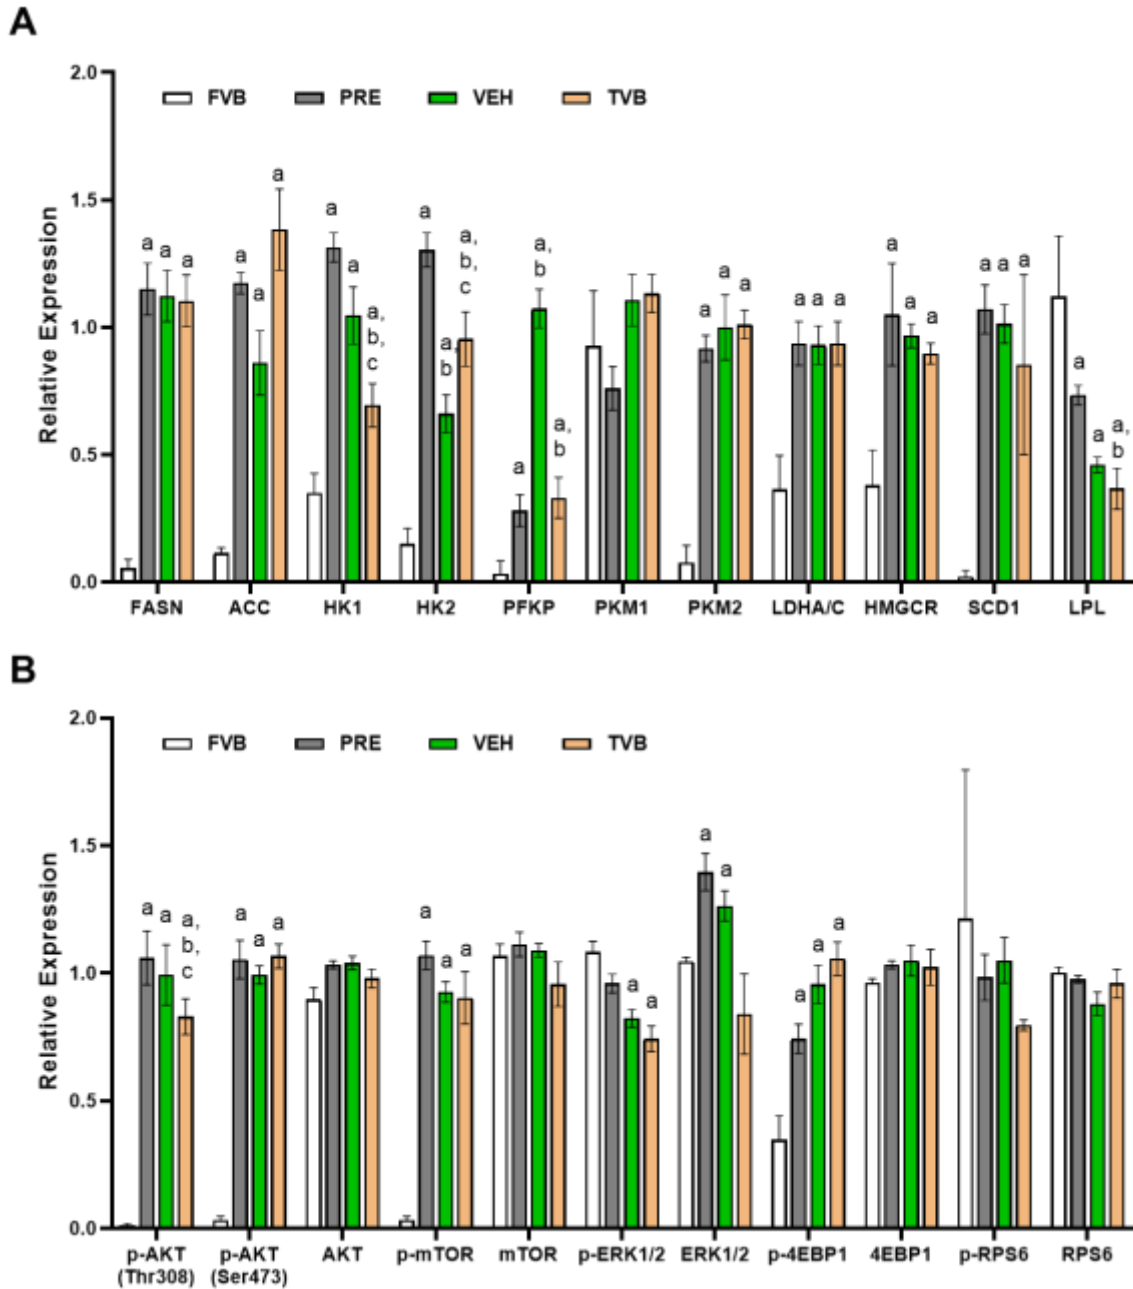 A
2.0
FVB PRE VEH TVB
1.5
1.0
0.5
0.0
Relative Expression
a a a
a a a
a a a, b, c
a a, b a, b, c
a a, b a, b
a a a
a a a
a a a
a a a
a a a, b
FASN ACC HK1 HK2 PFKP PKM1 PKM2 LDHA/C HMGCR SCD1 LPL
B
2.0
FVB PRE VEH TVB
1.5
1.0
0.5
0.0
Relative Expression
a a a, b, c
a a a
a a a
a a
a a
a a a
p-AKT p-AKT AKT p-mTOR mTOR p-ERK1/2 ERK1/2 p-4EBP1 4EBP1 p-RPS6 RPS6
(Thr308) (Ser473)